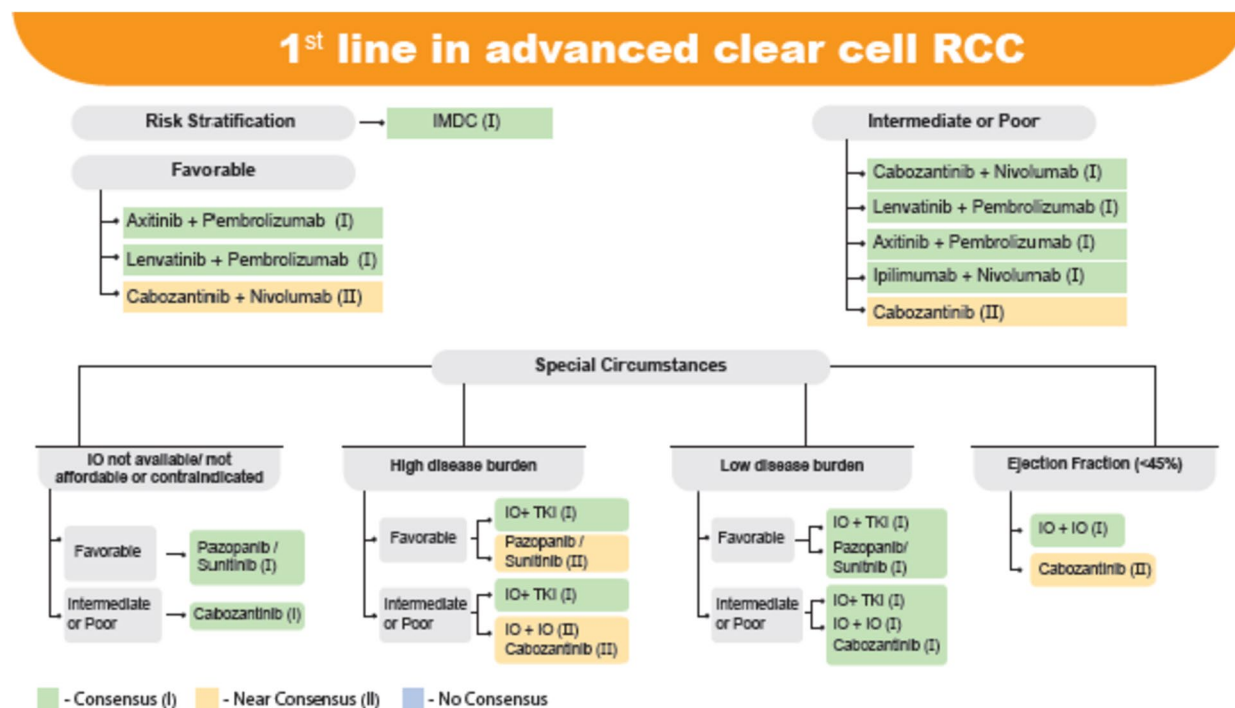 1st line in advanced clear cell RCC
Risk Stratification
IMDC (I)
Favorable
Axitinib + Pembrolizumab (I)
Lenvatinib + Pembrolizumab (I)
Cabozantinib + Nivolumab (II)
Intermediate or Poor
Cabozantinib + Nivolumab (I)
Lenvatinib + Pembrollizumab (I)
Axitinib + Pembrolizumab (I)
Ipilimumab + Nivolumab (I)
Cabozantinib (II)
Special Circumstances
IO not available/ not
affordable or contraindicated
Favorable
Pazopanib /
Sunitinib (I)
Intermediate
or Poor
Cabozantinib (I)
High disease burden
Favorable
IO+ TKI (I)
Pazopanib /
Sunitinib (II)
Intermediate
or Poor
IO+ TKI (I)
IO + IO (II)
Cabozantinib (II)
Low disease burden
Favorable
IO + TKI (I)
Pazopanib/
Sunitnib (I)
Intermediate
or Poor
IO+ TKI (I)
IO + IO (I)
Cabozantinib (I)
Ejection Fraction (<45%)
IO + IO (I)
Cabozantinib (II)
- Consensus (I)
- Near Consensus (II)
- No Consensus